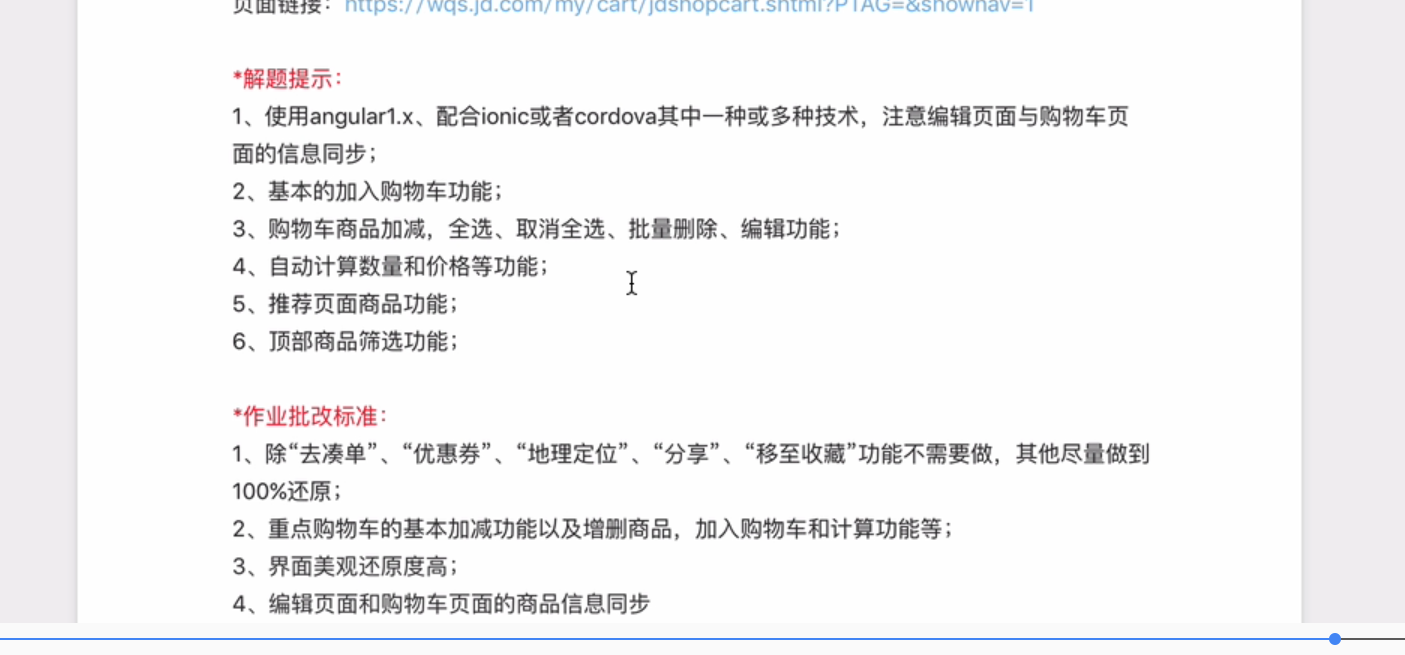 页面链接：https://wqs.jd.com/my/cart/jdshopcart.shtml?PTAG=&shownav=1
*解题提示：
1、使用angular1.x、配合ionic或者cordova其中一种或多种技术，注意编辑页面与购物车页
面的信息同步；
2、基本的加入购物车功能；
3、购物车商品加减，全选、取消全选、批量删除、编辑功能；
4、自动计算数量和价格等功能；
5、推荐页面商品功能；
6、顶部商品筛选功能；
*作业批改标准：
1、除“去凑单”、“优惠券”、“地理定位”、“分享”、“移至收藏”功能不需要做，其他尽量做到
100%还原；
2、重点购物车的基本加减功能以及增删商品，加入购物车和计算功能等；
3、界面美观还原度高；
4、编辑页面和购物车页面的商品信息同步